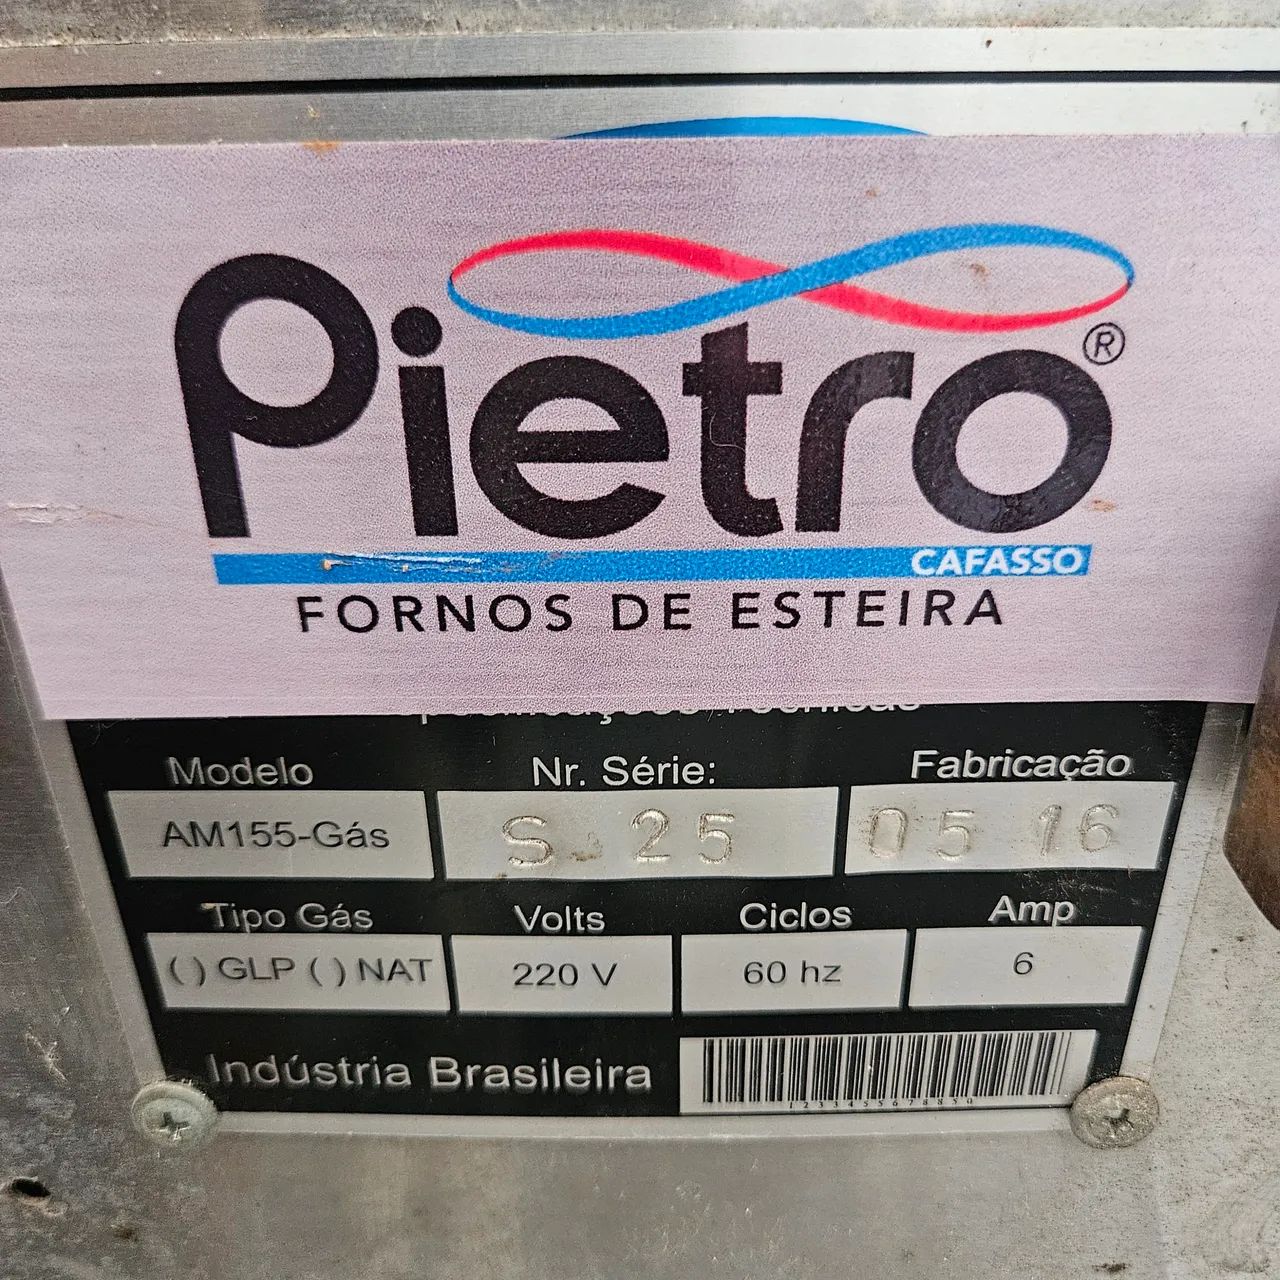 Pietro®
CAFASSO
FORNOS DE ESTEIRA
Modelo Nr. Série: Fabricação
AM155-Gás S 25 05 16
Tipo Gás Volts Ciclos Amp
( ) GLP ( ) NAT 220 V 60 hz 6
Indústria Brasileira